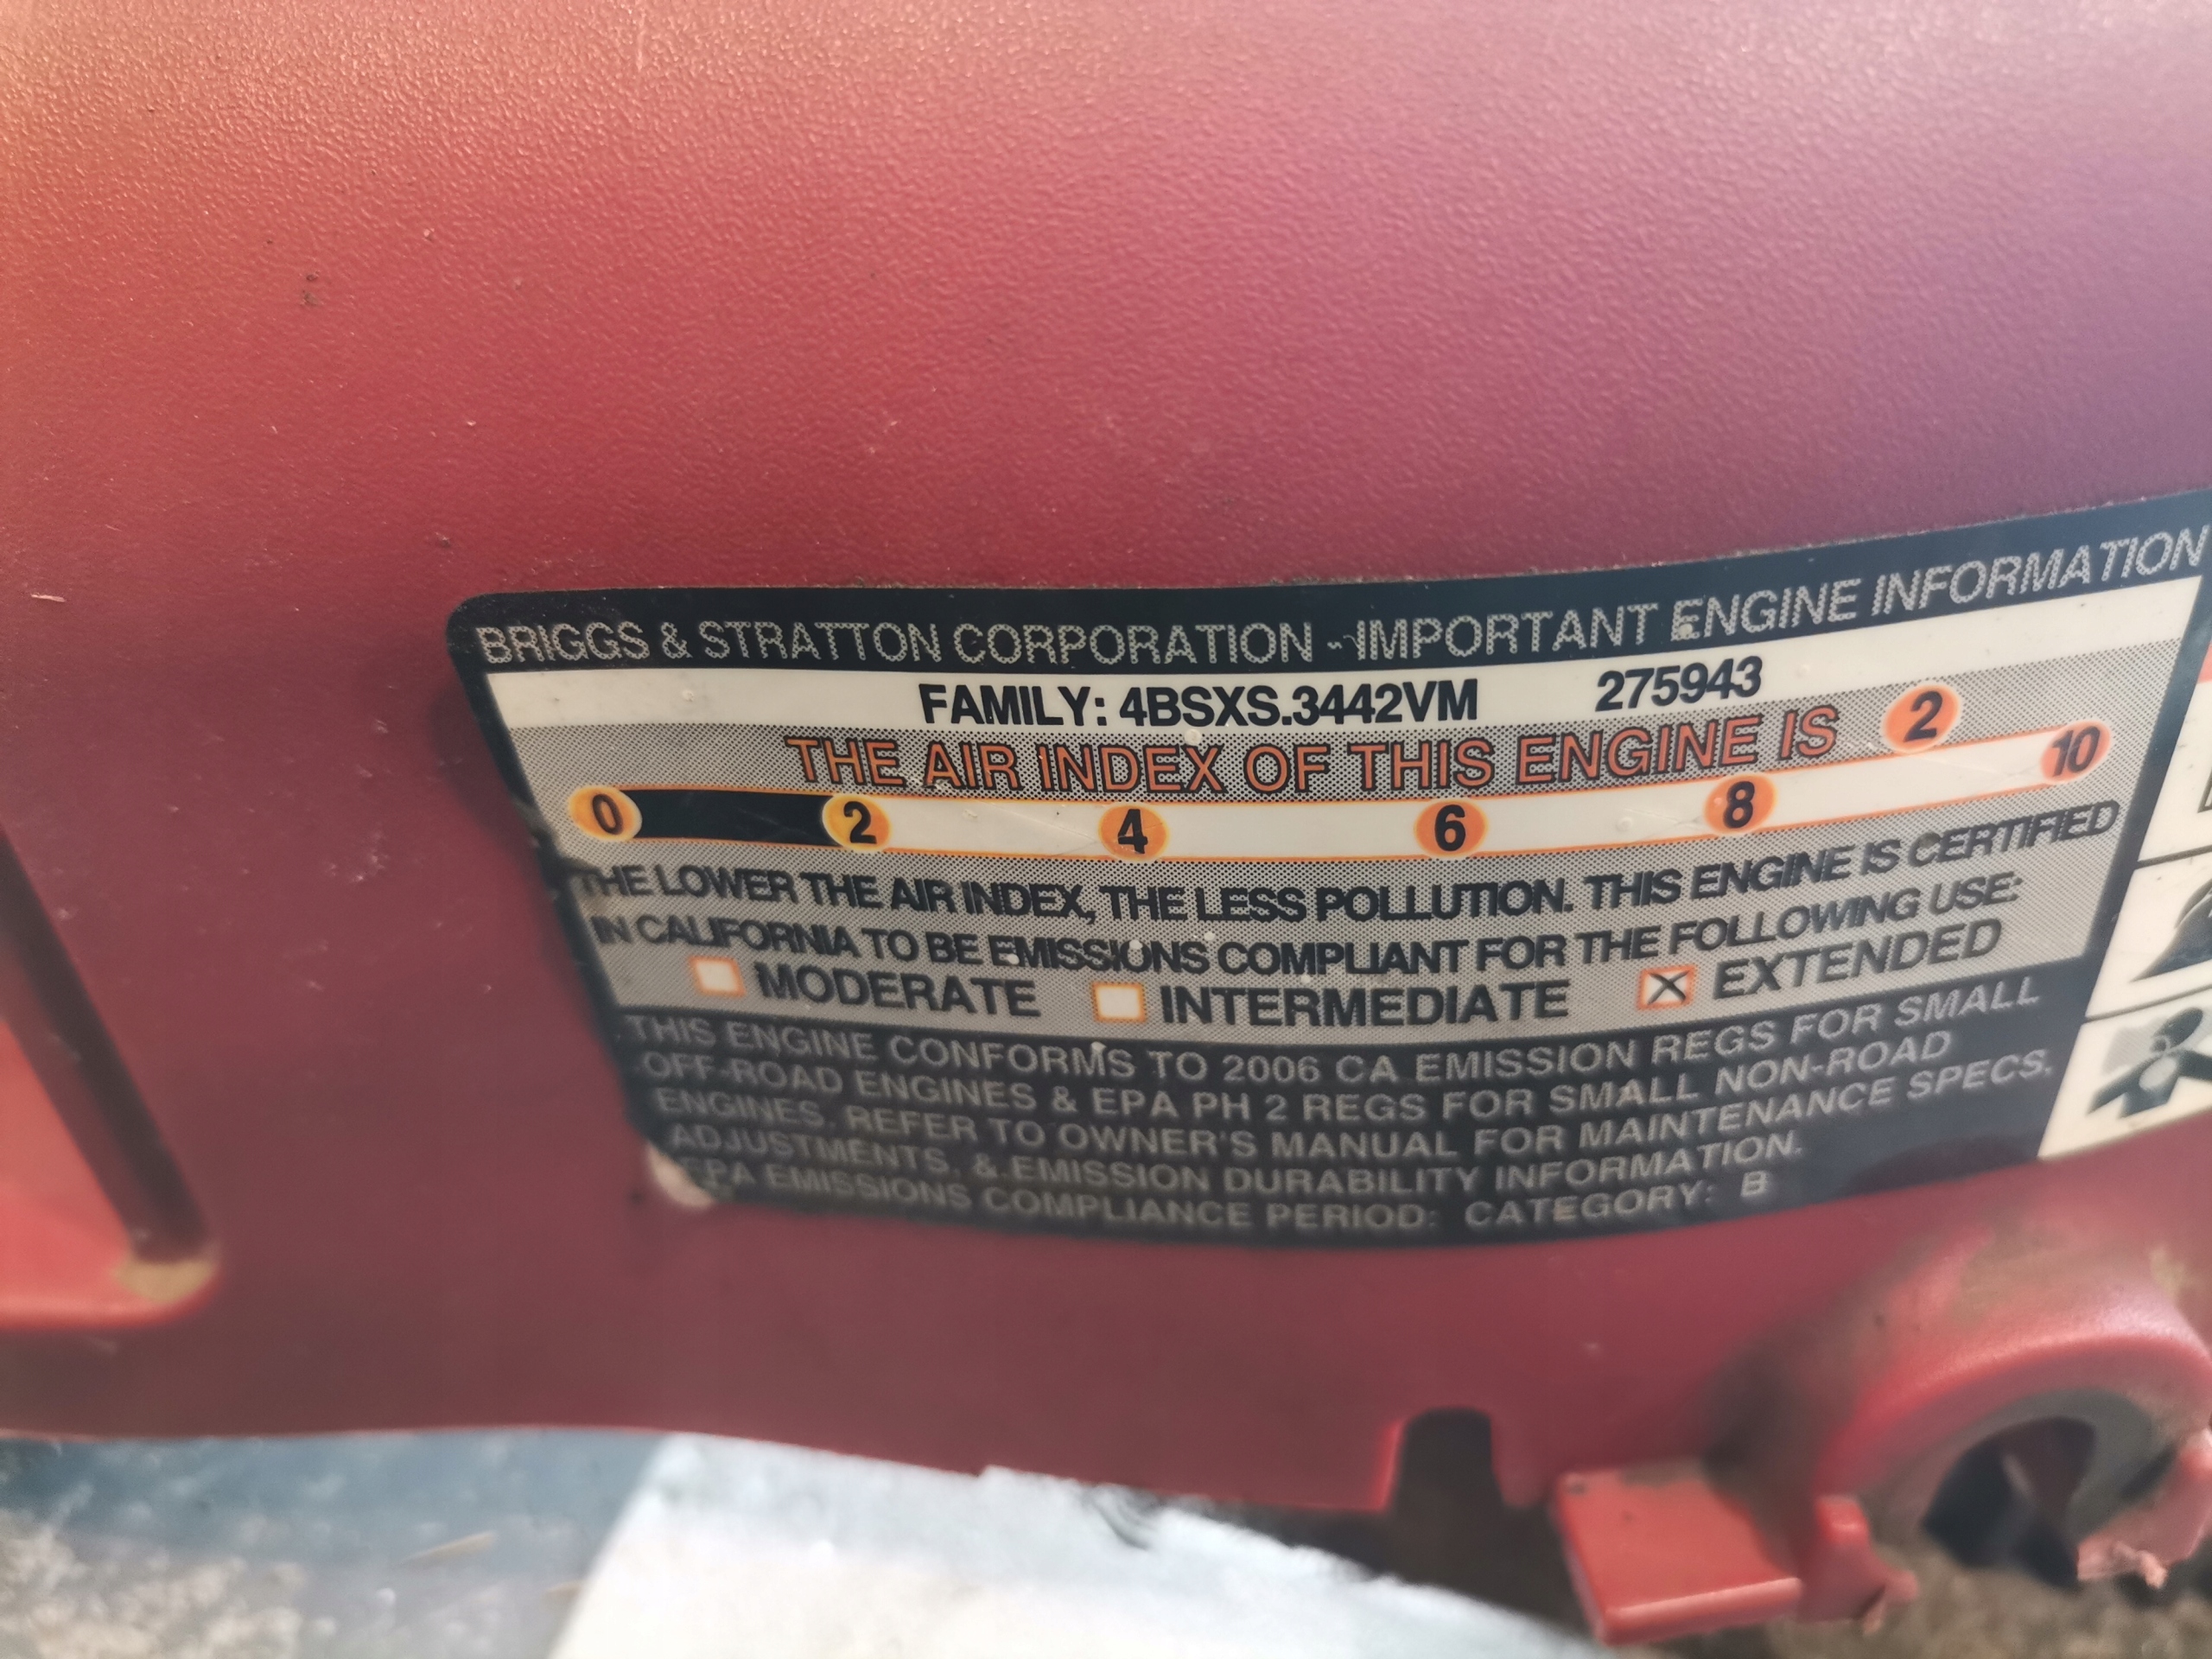 BRIGGS & STRATTON CORPORATION - IMPORTANT ENGINE INFORMATION
FAMILY: 4BSXS.3442VM 275943
THE AIR INDEX OF THIS ENGINE IS 2
0 2 4 6 8 10
THE LOWER THE AIR INDEX, THE LESS POLLUTION. THIS ENGINE IS CERTIFIED
IN CALIFORNIA TO BE EMISSIONS COMPLIANT FOR THE FOLLOWING USE:
MODERATE INTERMEDIATE EXTENDED
THIS ENGINE CONFORMS TO 2006 CA EMISSION REGS FOR SMALL
OFF-ROAD ENGINES & EPA PH 2 REGS FOR SMALL NON-ROAD
ENGINES. REFER TO OWNER'S MANUAL FOR MAINTENANCE SPECS.
ADJUSTMENTS. & EMISSION DURABILITY INFORMATION.
EPA EMISSIONS COMPLIANCE PERIOD: CATEGORY: B